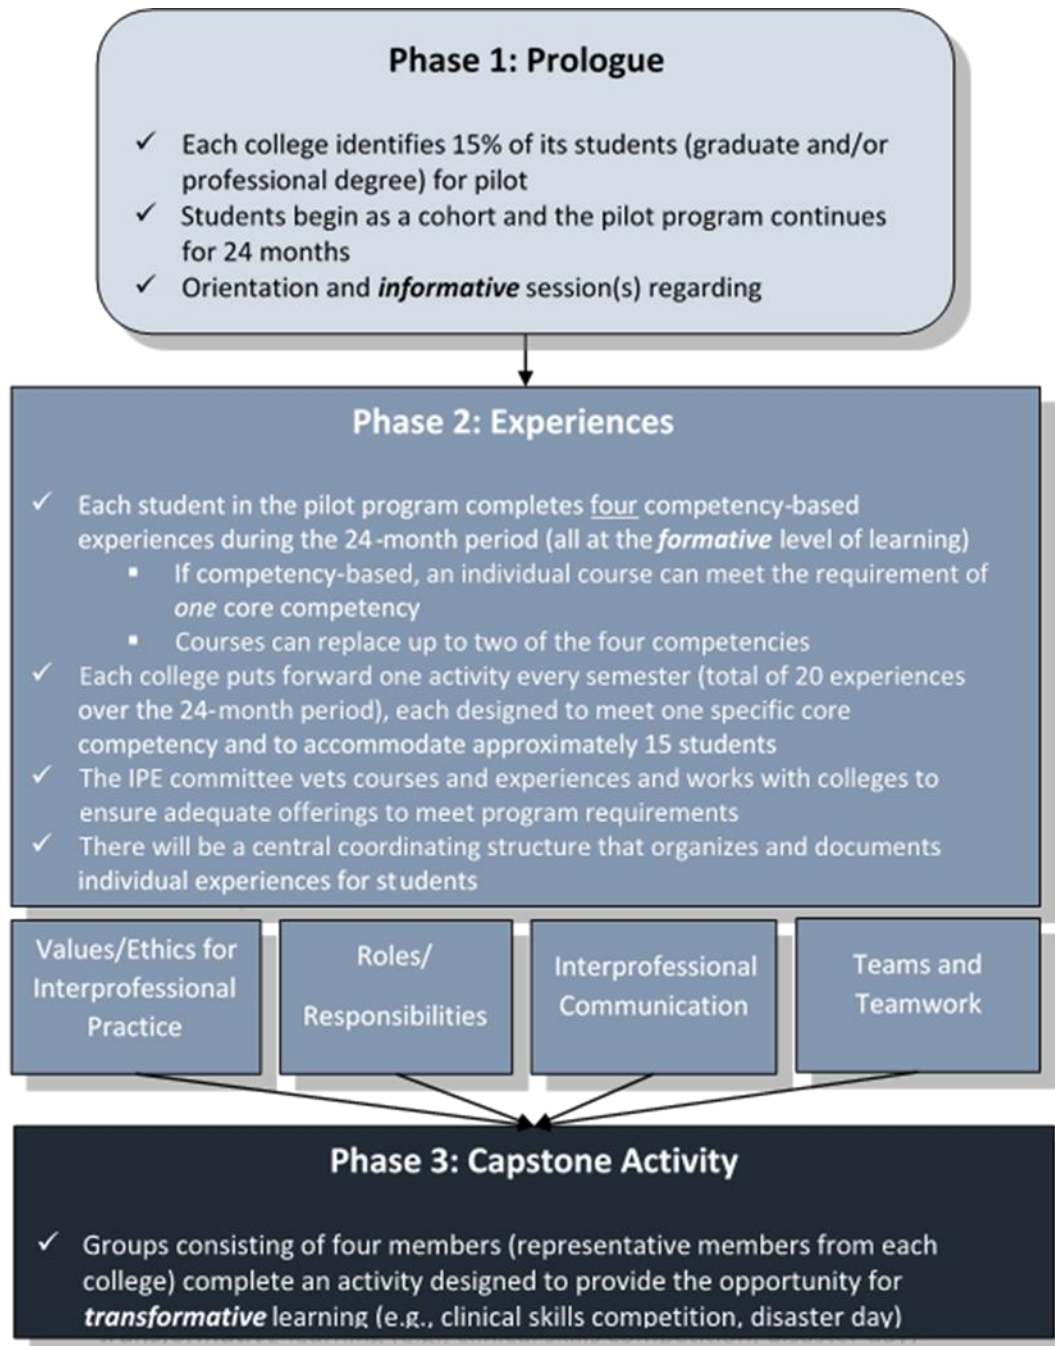 Phase 1: Prologue
✓ Each college identifies 15% of its students (graduate and/or
professional degree) for pilot
✓ Students begin as a cohort and the pilot program continues
for 24 months
✓ Orientation and informative session(s) regarding
Phase 2: Experiences
✓ Each student in the pilot program completes four competency-based
experiences during the 24-month period (all at the formative level of learning)
▪ If competency-based, an individual course can meet the requirement of
one core competency
▪ Courses can replace up to two of the four competencies
✓ Each college puts forward one activity every semester (total of 20 experiences
over the 24-month period), each designed to meet one specific core
competency and to accommodate approximately 15 students
✓ The IPE committee vets courses and experiences and works with colleges to
ensure adequate offerings to meet program requirements
✓ There will be a central coordinating structure that organizes and documents
individual experiences for students
Values/Ethics for
Interprofessional
Practice
Roles/
Responsibilities
Interprofessional
Communication
Teams and
Teamwork
Phase 3: Capstone Activity
✓ Groups consisting of four members (representative members from each
college) complete an activity designed to provide the opportunity for
transformative learning (e.g., clinical skills competition, disaster day)